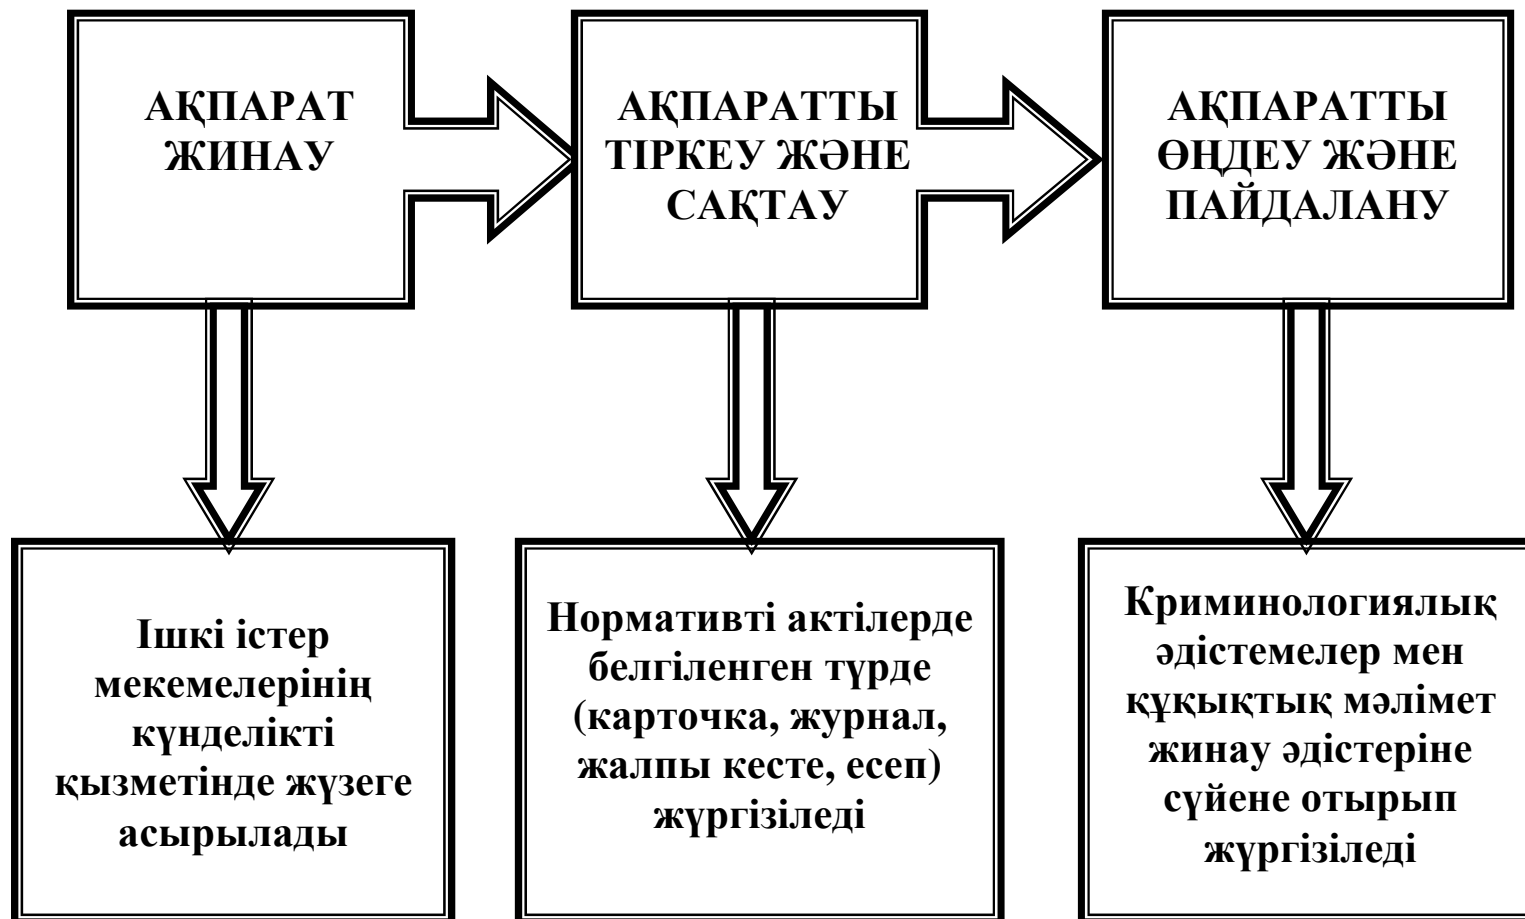 АҚПАРАТ
ЖИНАУ
АҚПАРАТТЫ
ТІРКЕУ ЖӘНЕ
САҚТАУ
АҚПАРАТТЫ
ӨҢДЕУ ЖӘНЕ
ПАЙДАЛАНУ
Ішкі істер
мекемелерінің
күнделікті
қызметінде жүзеге
асырылады
Нормативті актілерде
белгіленген түрде
(карточка, журнал,
жалпы кесте, есеп)
жүргізіледі
Криминологиялық
әдістемелер мен
құқықтық мәлімет
жинау әдістеріне
сүйене отырып
жүргізіледі